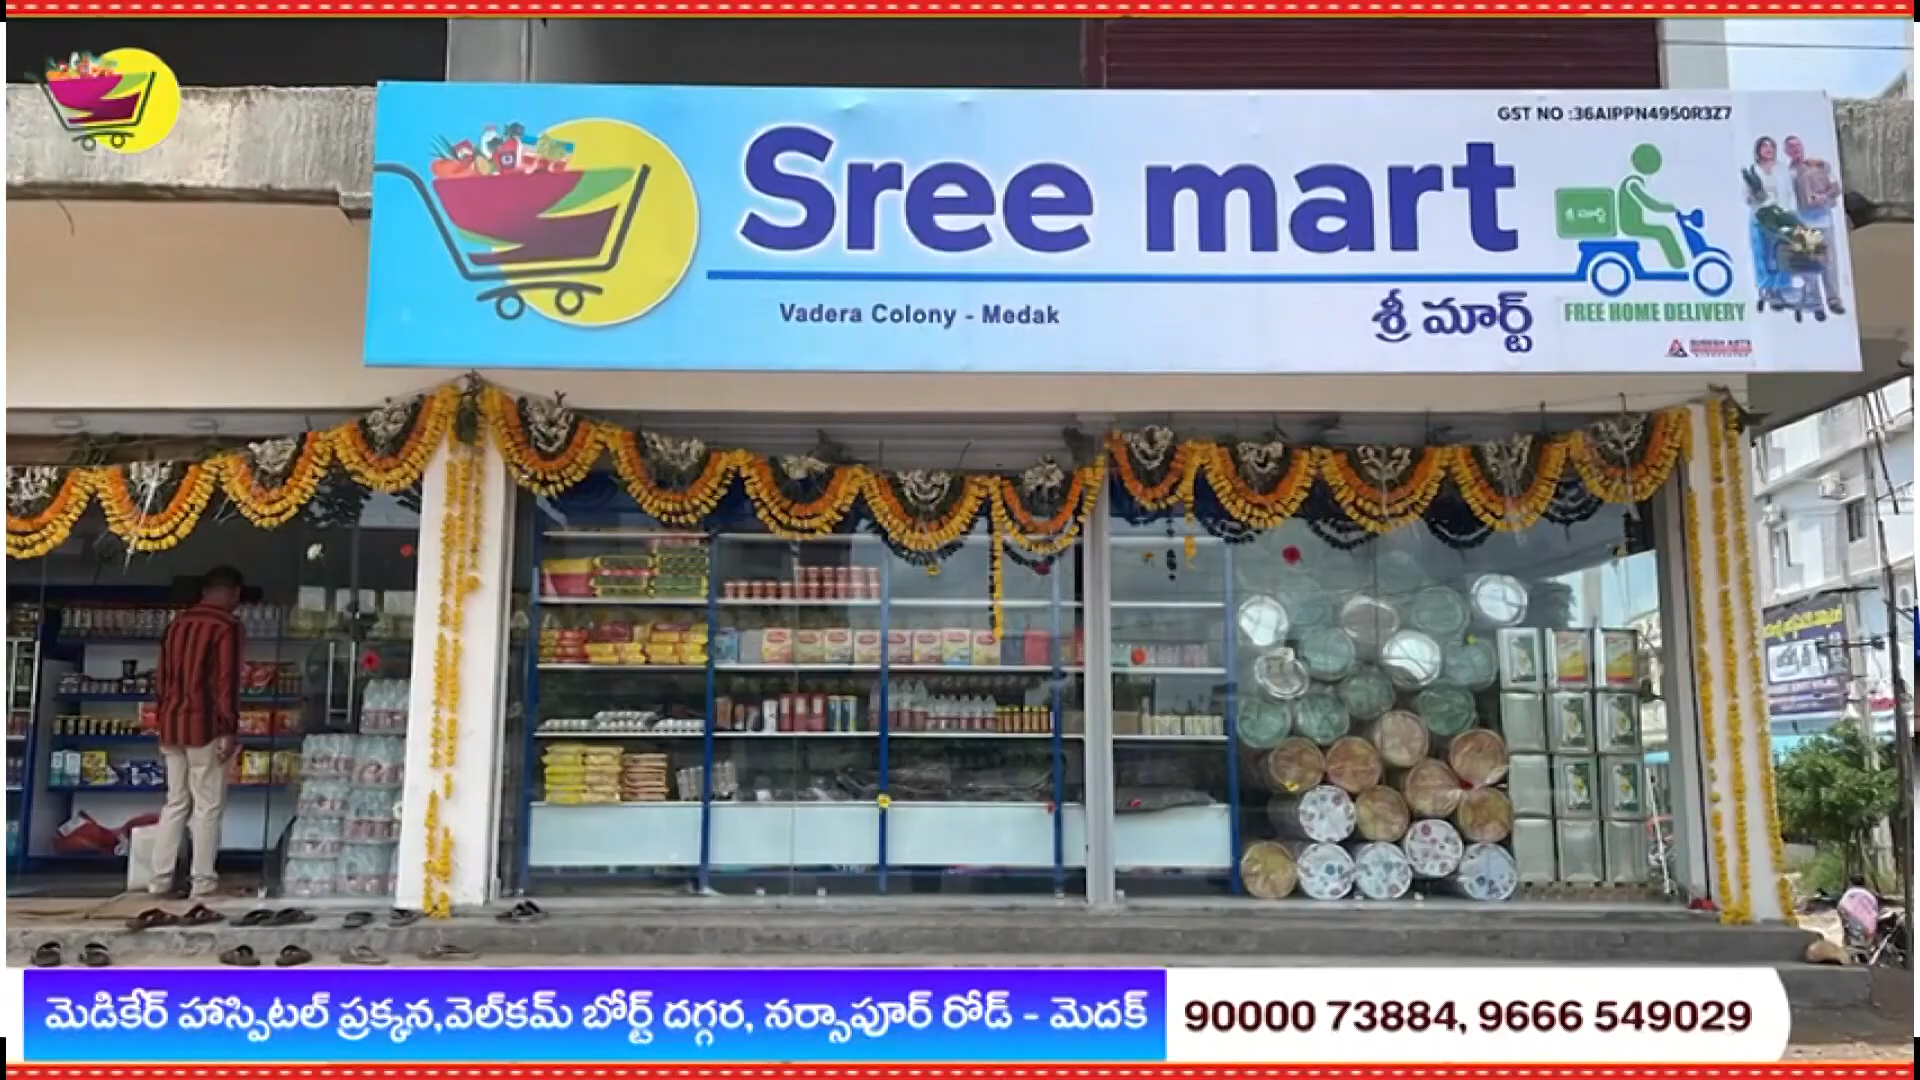 GST NO :36AIPPN4950R3Z7
Sree mart
శ్రీ మార్ట్
Vadera Colony - Medak
శ్రీ మార్ట్
FREE HOME DELIVERY
మెడికేర్ హాస్పిటల్ ప్రక్కన,వెల్‌కమ్ బోర్ట్ దగ్గర, నర్సాపూర్ రోడ్ - మెదక్
90000 73884, 9666 549029